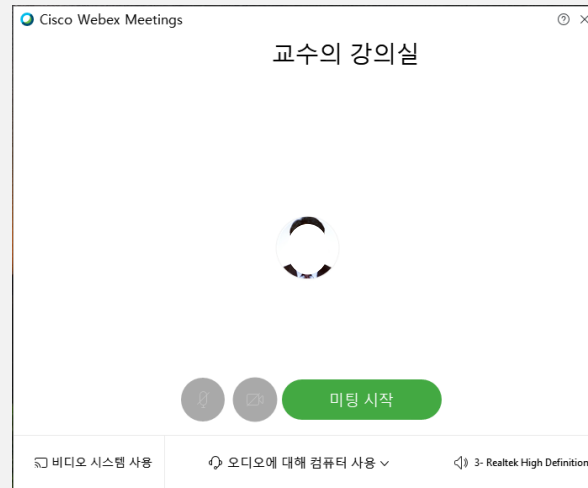 Cisco Webex Meetings
교수의 강의실
미팅 시작
비디오 시스템 사용
오디오에 대해 컴퓨터 사용
3- Realtek High Definition